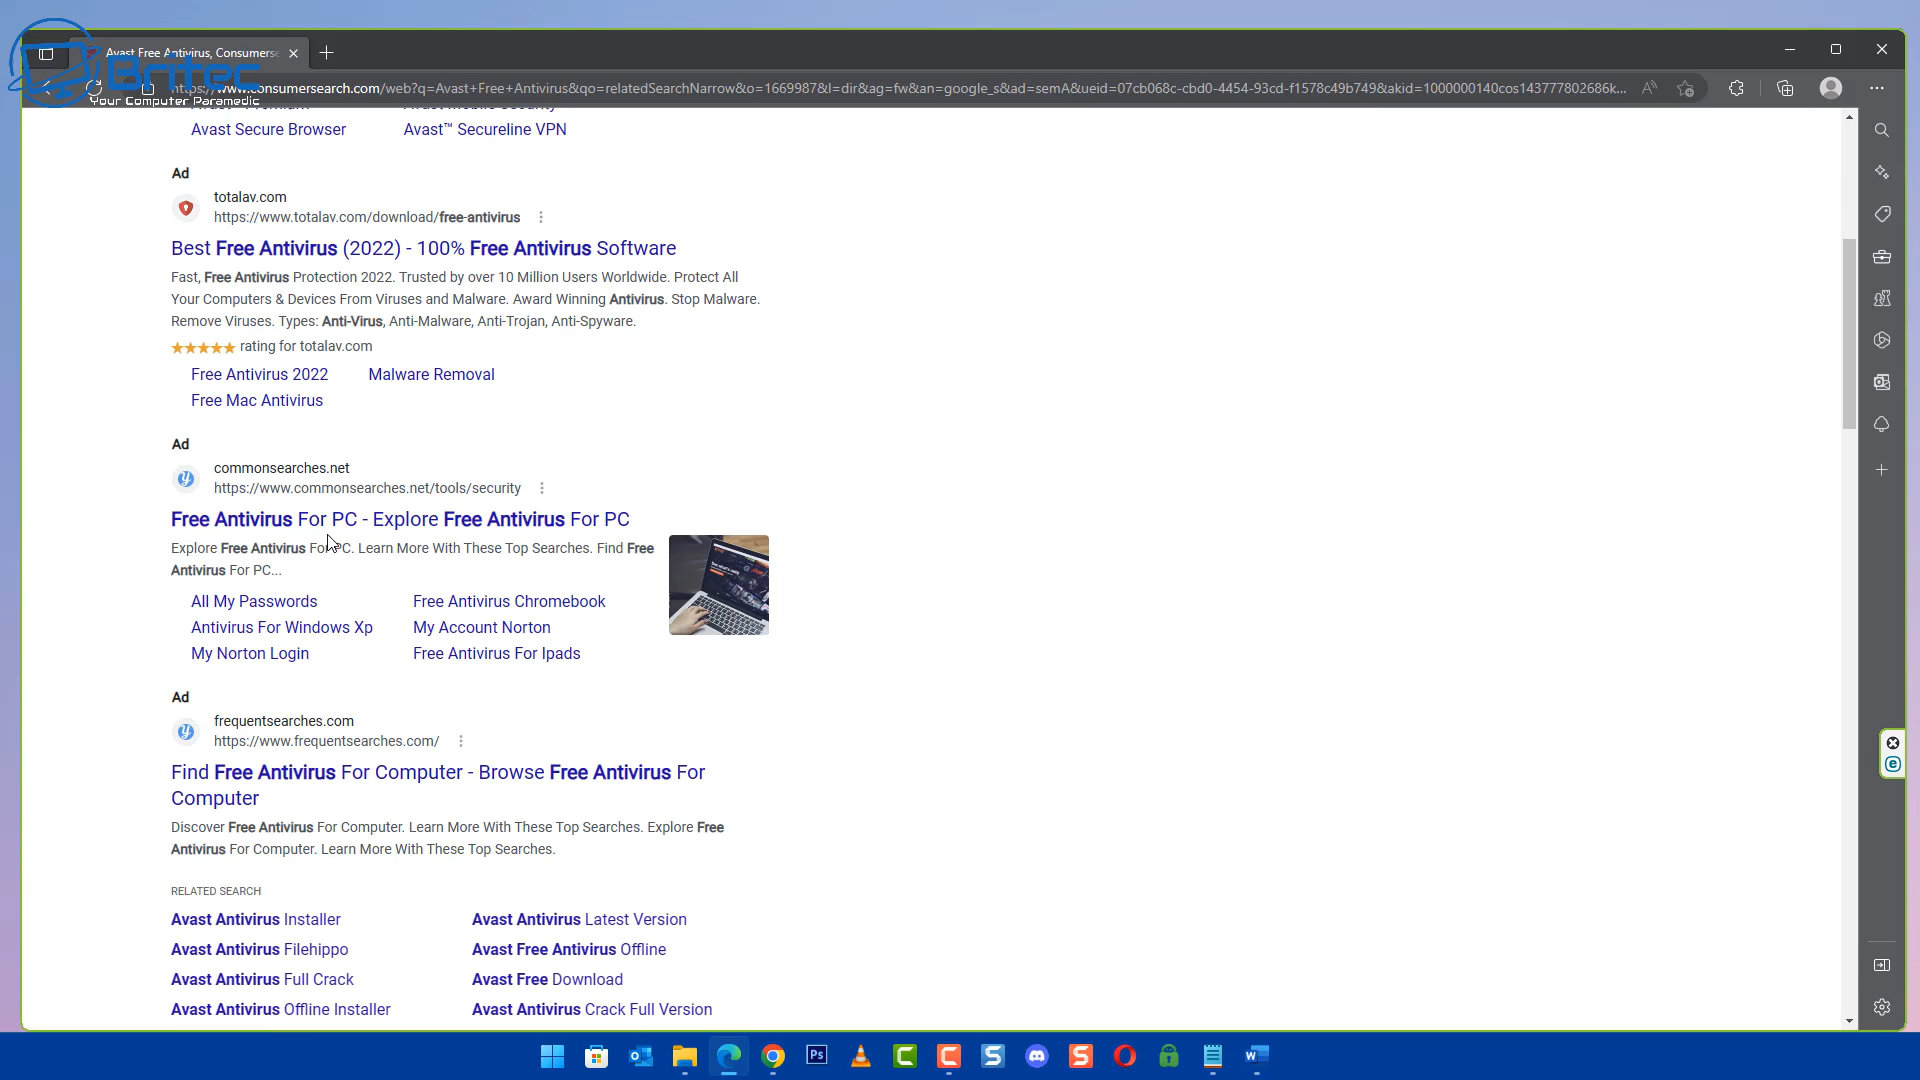 Avast Free Antivirus, Consumerse
Britec
Your Computer Paramedic
https://www.consumersearch.com/web?q=Avast+Free+Antivirus&qo=relatedSearchNarrow&o=1669987&l=dir&ag=fw&an=google_s&ad=semA&ueid=07cb068c-cbd0-4454-93cd-f1578c49b749&akid=1000000140cos143777802686k...
Avast Secure Browser Avast™ Secureline VPN
Ad
totalav.com
https://www.totalav.com/download/free-antivirus
Best Free Antivirus (2022) - 100% Free Antivirus Software
Fast, Free Antivirus Protection 2022. Trusted by over 10 Million Users Worldwide. Protect All
Your Computers & Devices From Viruses and Malware. Award Winning Antivirus. Stop Malware.
Remove Viruses. Types: Anti-Virus, Anti-Malware, Anti-Trojan, Anti-Spyware.
rating for totalav.com
Free Antivirus 2022 Malware Removal
Free Mac Antivirus
Ad
commonsearches.net
https://www.commonsearches.net/tools/security
Free Antivirus For PC - Explore Free Antivirus For PC
Explore Free Antivirus For PC. Learn More With These Top Searches. Find Free
Antivirus For PC...
All My Passwords Free Antivirus Chromebook
Antivirus For Windows Xp My Account Norton
My Norton Login Free Antivirus For Ipads
Ad
frequentsearches.com
https://www.frequentsearches.com/
Find Free Antivirus For Computer - Browse Free Antivirus For
Computer
Discover Free Antivirus For Computer. Learn More With These Top Searches. Explore Free
Antivirus For Computer. Learn More With These Top Searches.
RELATED SEARCH
Avast Antivirus Installer Avast Antivirus Latest Version
Avast Antivirus Filehippo Avast Free Antivirus Offline
Avast Antivirus Full Crack Avast Free Download
Avast Antivirus Offline Installer Avast Antivirus Crack Full Version